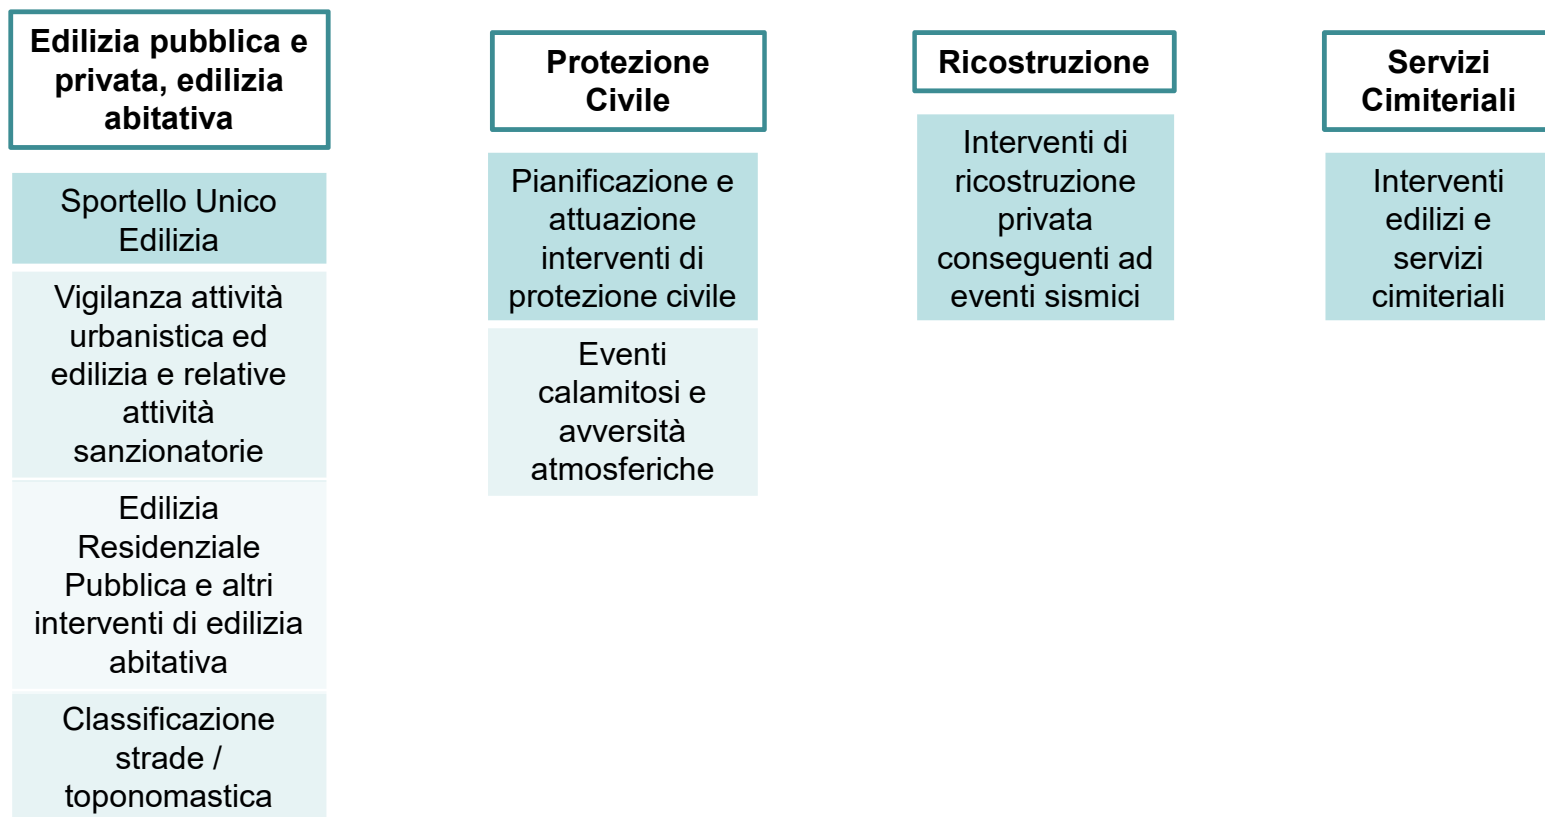 Edilizia pubblica e
privata, edilizia
abitativa
Sportello Unico
Edilizia
Vigilanza attività
urbanistica ed
edilizia e relative
attività
sanzionatorie
Edilizia
Residenziale
Pubblica e altri
interventi di edilizia
abitativa
Classificazione
strade /
toponomastica
Protezione
Civile
Pianificazione e
attuazione
interventi di
protezione civile
Eventi
calamitosi e
avversità
atmosferiche
Ricostruzione
Interventi di
ricostruzione
privata
conseguenti ad
eventi sismici
Servizi
Cimiteriali
Interventi
edilizi e
servizi
cimiteriali